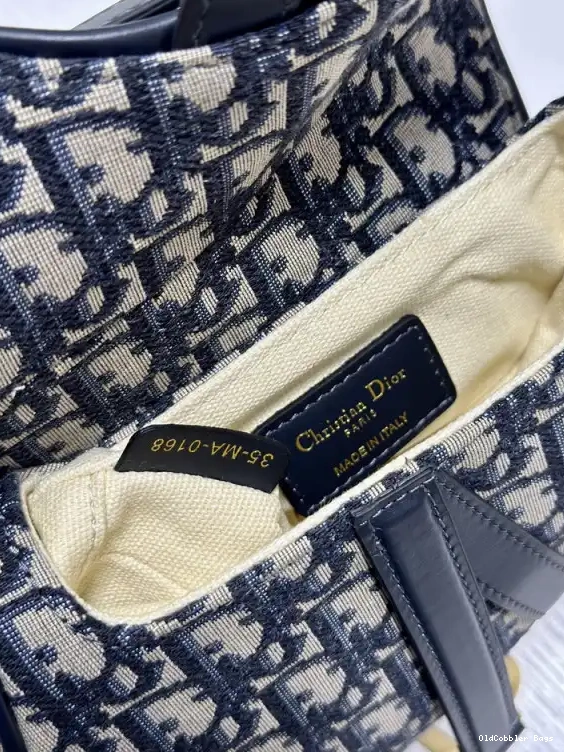 Christian Dior
PARIS
MADE IN ITALY
35-MA-0168
OldCobbler Bags